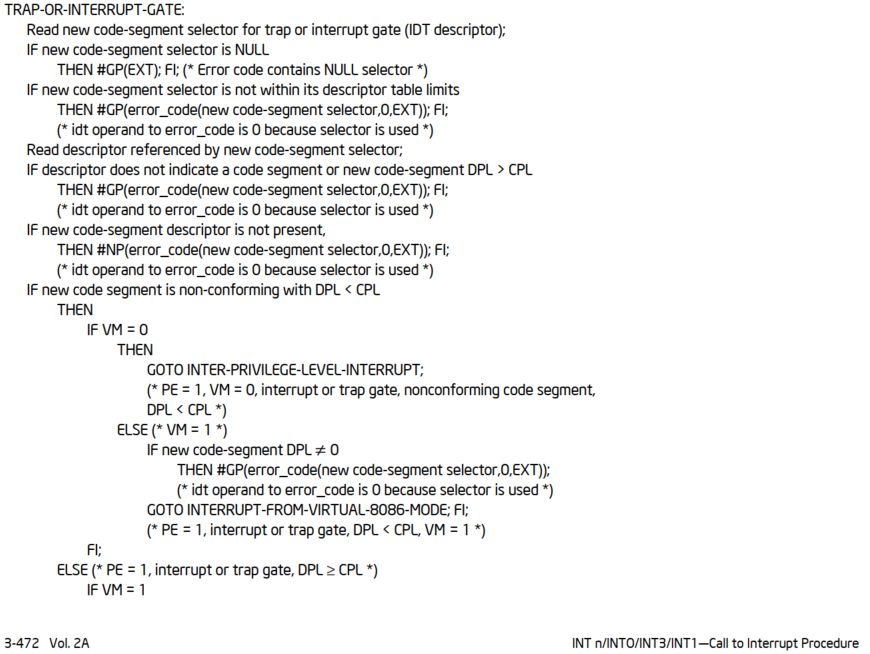 TRAP-OR-INTERRUPT-GATE:
Read new code-segment selector for trap or interrupt gate (IDT descriptor);
IF new code-segment selector is NULL
THEN #GP(EXT); FI; (* Error code contains NULL selector *)
IF new code-segment selector is not within its descriptor table limits
THEN #GP(error_code(new code-segment selector,0,EXT)); FI;
(* idt operand to error_code is 0 because selector is used *)
Read descriptor referenced by new code-segment selector;
IF descriptor does not indicate a code segment or new code-segment DPL > CPL
THEN #GP(error_code(new code-segment selector,0,EXT)); FI;
(* idt operand to error_code is 0 because selector is used *)
IF new code-segment descriptor is not present,
THEN #NP(error_code(new code-segment selector,0,EXT)); FI;
(* idt operand to error_code is 0 because selector is used *)
IF new code segment is non-conforming with DPL < CPL
THEN
IF VM = 0
THEN
GOTO INTER-PRIVILEGE-LEVEL-INTERRUPT;
(* PE = 1, VM = 0, interrupt or trap gate, nonconforming code segment,
DPL < CPL *)
ELSE (* VM = 1 *)
IF new code-segment DPL ≠ 0
THEN #GP(error_code(new code-segment selector,0,EXT));
(* idt operand to error_code is 0 because selector is used *)
GOTO INTERRUPT-FROM-VIRTUAL-8086-MODE; FI;
(* PE = 1, interrupt or trap gate, DPL < CPL, VM = 1 *)
FI;
ELSE (* PE = 1, interrupt or trap gate, DPL ≥ CPL *)
IF VM = 1
3-472 Vol. 2A INT n/INTO/INT3/INT1—Call to Interrupt Procedure